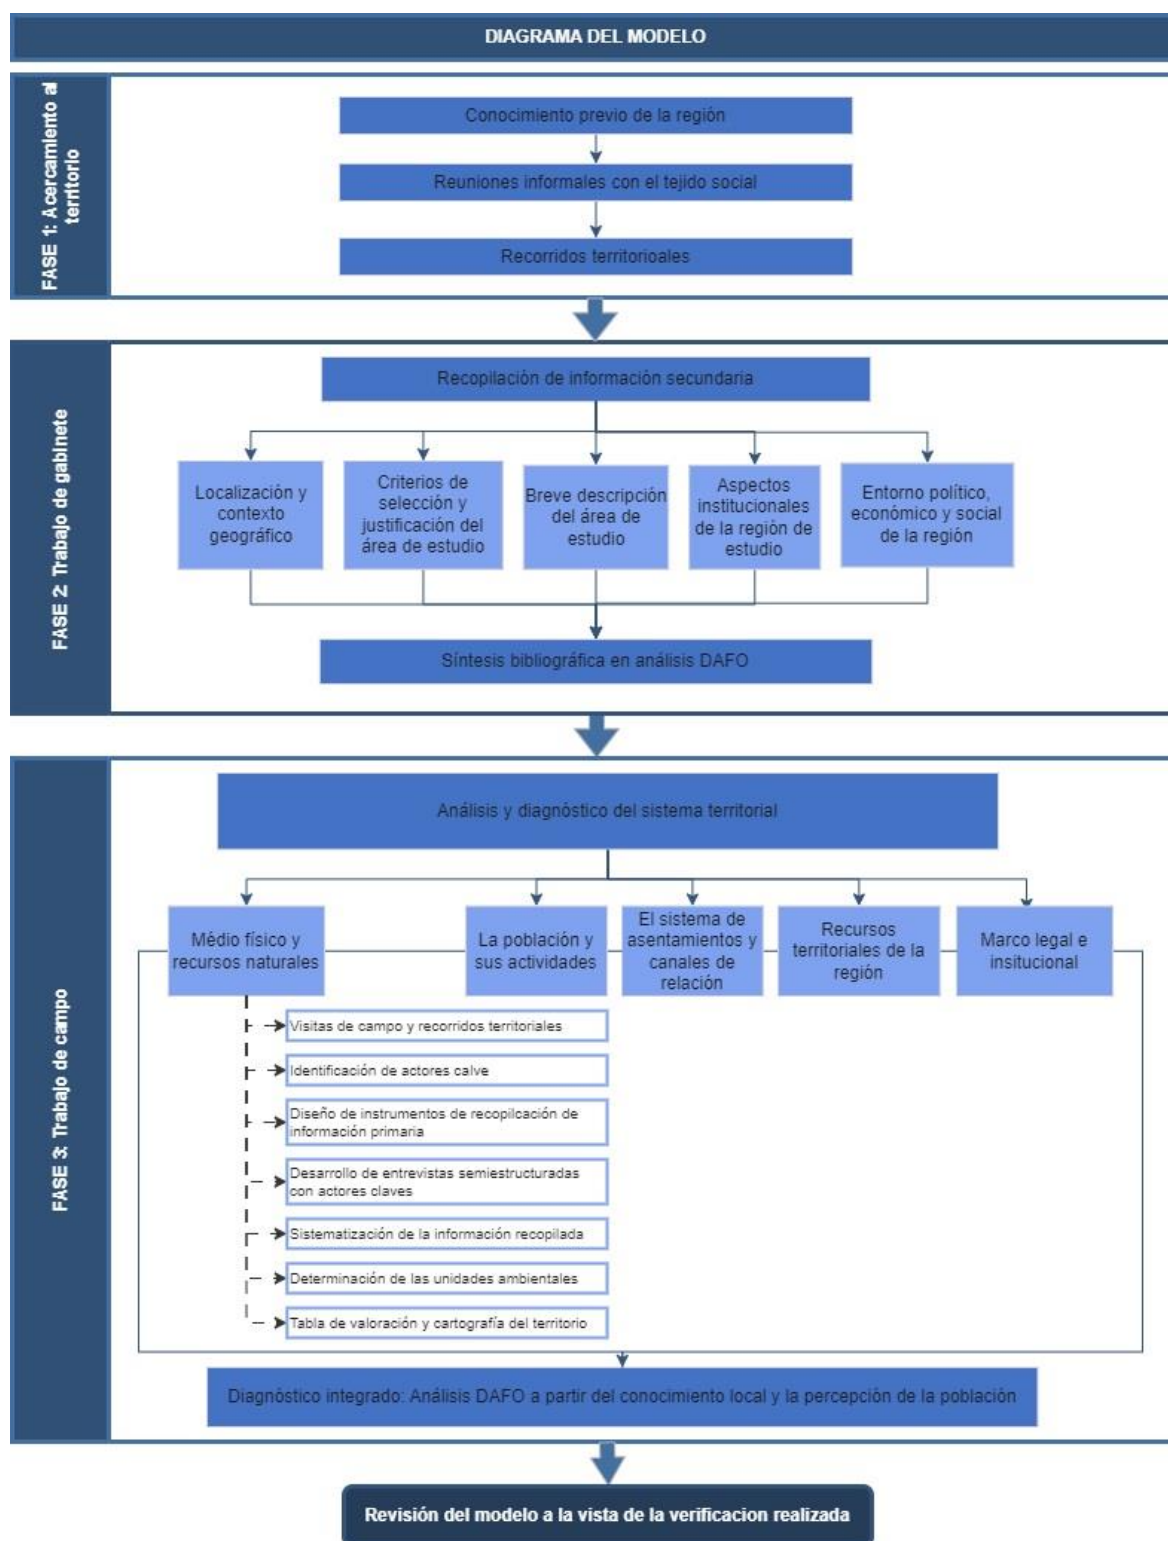 DIAGRAMA DEL MODELO
FASE 1: Acercamiento al
territorio
Conocimiento previo de la región
Reuniones informales con el tejido social
Recorridos territorioales
FASE 2: Trabajo de gabinete
Recopilación de información secundaria
Localización y
contexto
geográfico
Criterios de
selección y
justificación del
área de estudio
Breve descripción
del área de
estudio
Aspectos
institucionales
de la región de
estudio
Entorno político,
económico y social
de la región
Síntesis bibliográfica en análisis DAFO
FASE 3: Trabajo de campo
Análisis y diagnóstico del sistema territorial
Médio físico y
recursos naturales
La población y
sus actividades
El sistema de
asentamientos y
canales de
relación
Recursos
territoriales de la
región
Marco legal e
insitucional
Visitas de campo y recorridos territoriales
Identificación de actores calve
Diseño de instrumentos de recopilcación de
información primaria
Desarrollo de entrevistas semiestructuradas
con actores claves
Sistematización de la información recopilada
Determinación de las unidades ambientales
Tabla de valoración y cartografía del territorio
Diagnóstico integrado: Análisis DAFO a partir del conocimiento local y la percepción de la población
Revisión del modelo a la vista de la verificacion realizada